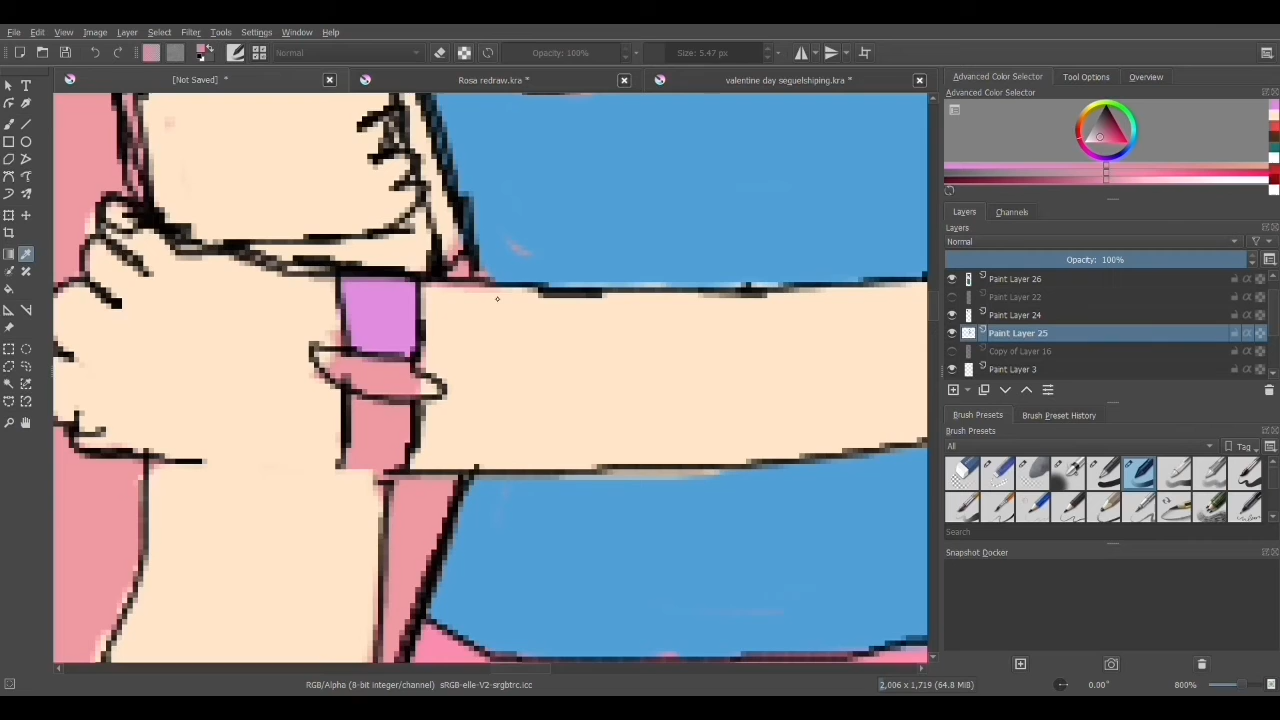 File Edit View Image Layer Select Filter Tools Settings Window Help
Normal Opacity: 100% Size: 5.47 px
[Not Saved] * Rosa redraw.kra * valentine day seguelshiping.kra *
Advanced Color Selector Tool Options Overview
Advanced Color Selector
Layers Channels
Layers
Normal
Opacity: 100%
Paint Layer 26
Paint Layer 22
Paint Layer 24
Paint Layer 25
Copy of Layer 16
Paint Layer 3
Brush Presets Brush Preset History
Brush Presets
All Tag
Search
Snapshot Docker
RGB/Alpha (8-bit integer/channel) sRGB-elle-V2-srgbtrc.icc 2,006 x 1,719 (64.8 MiB) 0.00° 800%